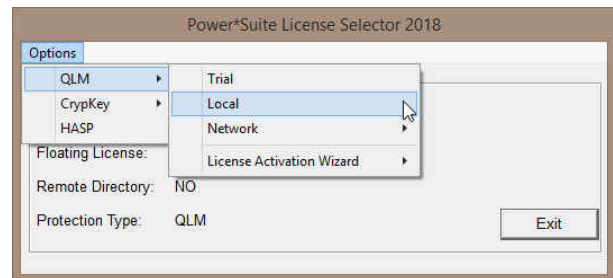 Power*Suite License Selector 2018
Options
QLM
Trial
CrypKey
Local
HASP
Network
License Activation Wizard
Floating License:
Remote Directory: NO
Protection Type: QLM
Exit